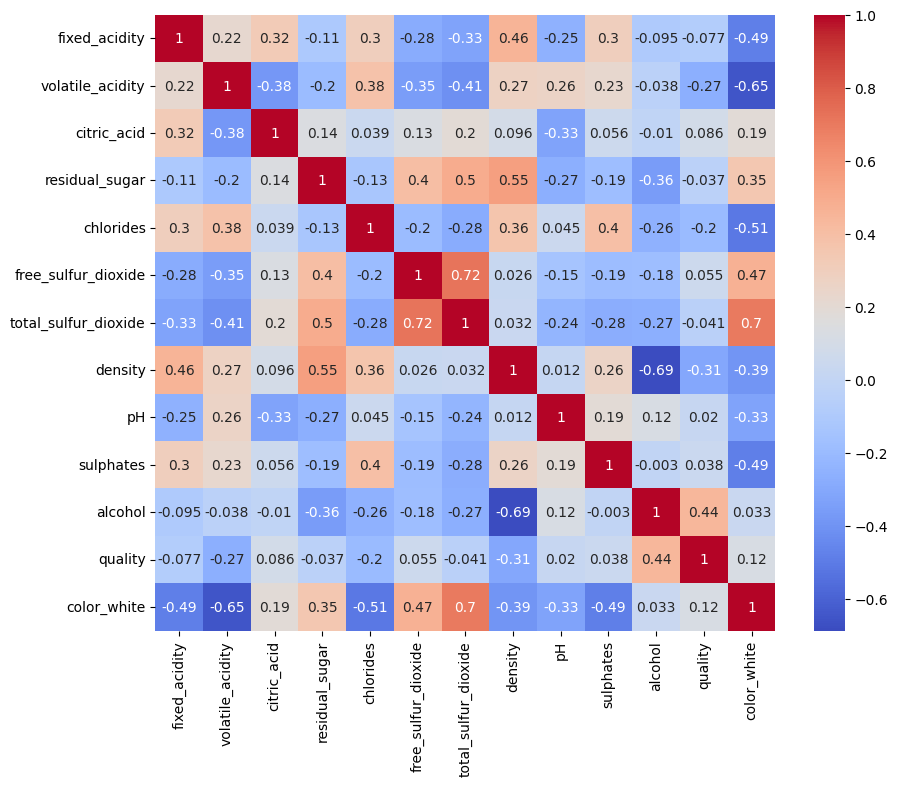 fixed_acidity 1 0.22 0.32 -0.11 0.3 -0.28 -0.33 0.46 -0.25 0.3 -0.095 -0.077 -0.49
volatile_acidity 0.22 1 -0.38 -0.2 0.38 -0.35 -0.41 0.27 0.26 0.23 -0.038 -0.27 -0.65
citric_acid 0.32 -0.38 1 0.14 0.039 0.13 0.2 0.096 -0.33 0.056 -0.01 0.086 0.19
residual_sugar -0.11 -0.2 0.14 1 -0.13 0.4 0.5 0.55 -0.27 -0.19 -0.36 -0.037 0.35
chlorides 0.3 0.38 0.039 -0.13 1 -0.2 -0.28 0.36 0.045 0.4 -0.26 -0.2 -0.51
free_sulfur_dioxide -0.28 -0.35 0.13 0.4 -0.2 1 0.72 0.026 -0.15 -0.19 -0.18 0.055 0.47
total_sulfur_dioxide -0.33 -0.41 0.2 0.5 -0.28 0.72 1 0.032 -0.24 -0.28 -0.27 -0.041 0.7
density 0.46 0.27 0.096 0.55 0.36 0.026 0.032 1 0.012 0.26 -0.69 -0.31 -0.39
pH -0.25 0.26 -0.33 -0.27 0.045 -0.15 -0.24 0.012 1 0.19 0.12 0.02 -0.33
sulphates 0.3 0.23 0.056 -0.19 0.4 -0.19 -0.28 0.26 0.19 1 -0.003 0.038 -0.49
alcohol -0.095 -0.038 -0.01 -0.36 -0.26 -0.18 -0.27 -0.69 0.12 -0.003 1 0.44 0.033
quality -0.077 -0.27 0.086 -0.037 -0.2 0.055 -0.041 -0.31 0.02 0.038 0.44 1 0.12
color_white -0.49 -0.65 0.19 0.35 -0.51 0.47 0.7 -0.39 -0.33 -0.49 0.033 0.12 1
fixed_acidity
volatile_acidity
citric_acid
residual_sugar
chlorides
free_sulfur_dioxide
total_sulfur_dioxide
density
pH
sulphates
alcohol
quality
color_white
1.0
0.8
0.6
0.4
0.2
0.0
−0.2
−0.4
−0.6